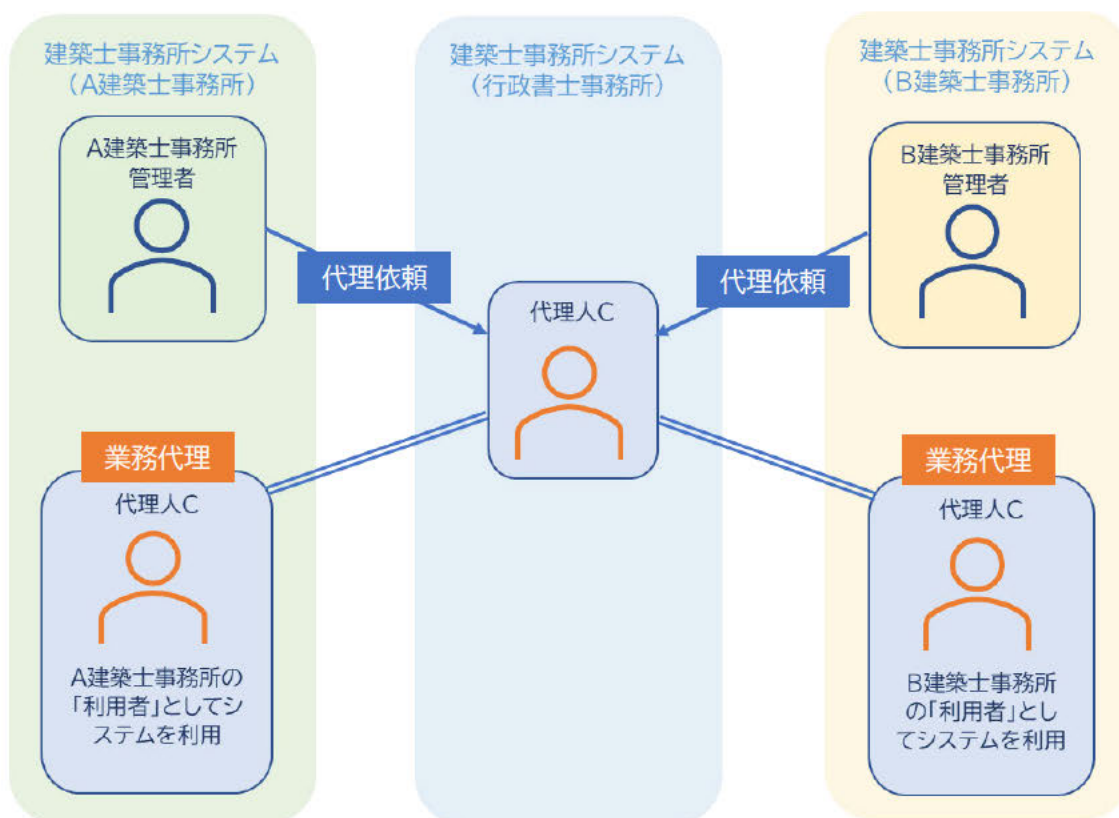 建築士事務所システム
（A建築士事務所）
建築士事務所システム
（行政書士事務所）
建築士事務所システム
（B建築士事務所）
A建築士事務所
管理者
B建築士事務所
管理者
代理依頼
代理依頼
代理人C
業務代理
代理人C
A建築士事務所の
「利用者」としてシ
ステムを利用
業務代理
代理人C
B建築士事務所
の「利用者」とし
てシステムを利用